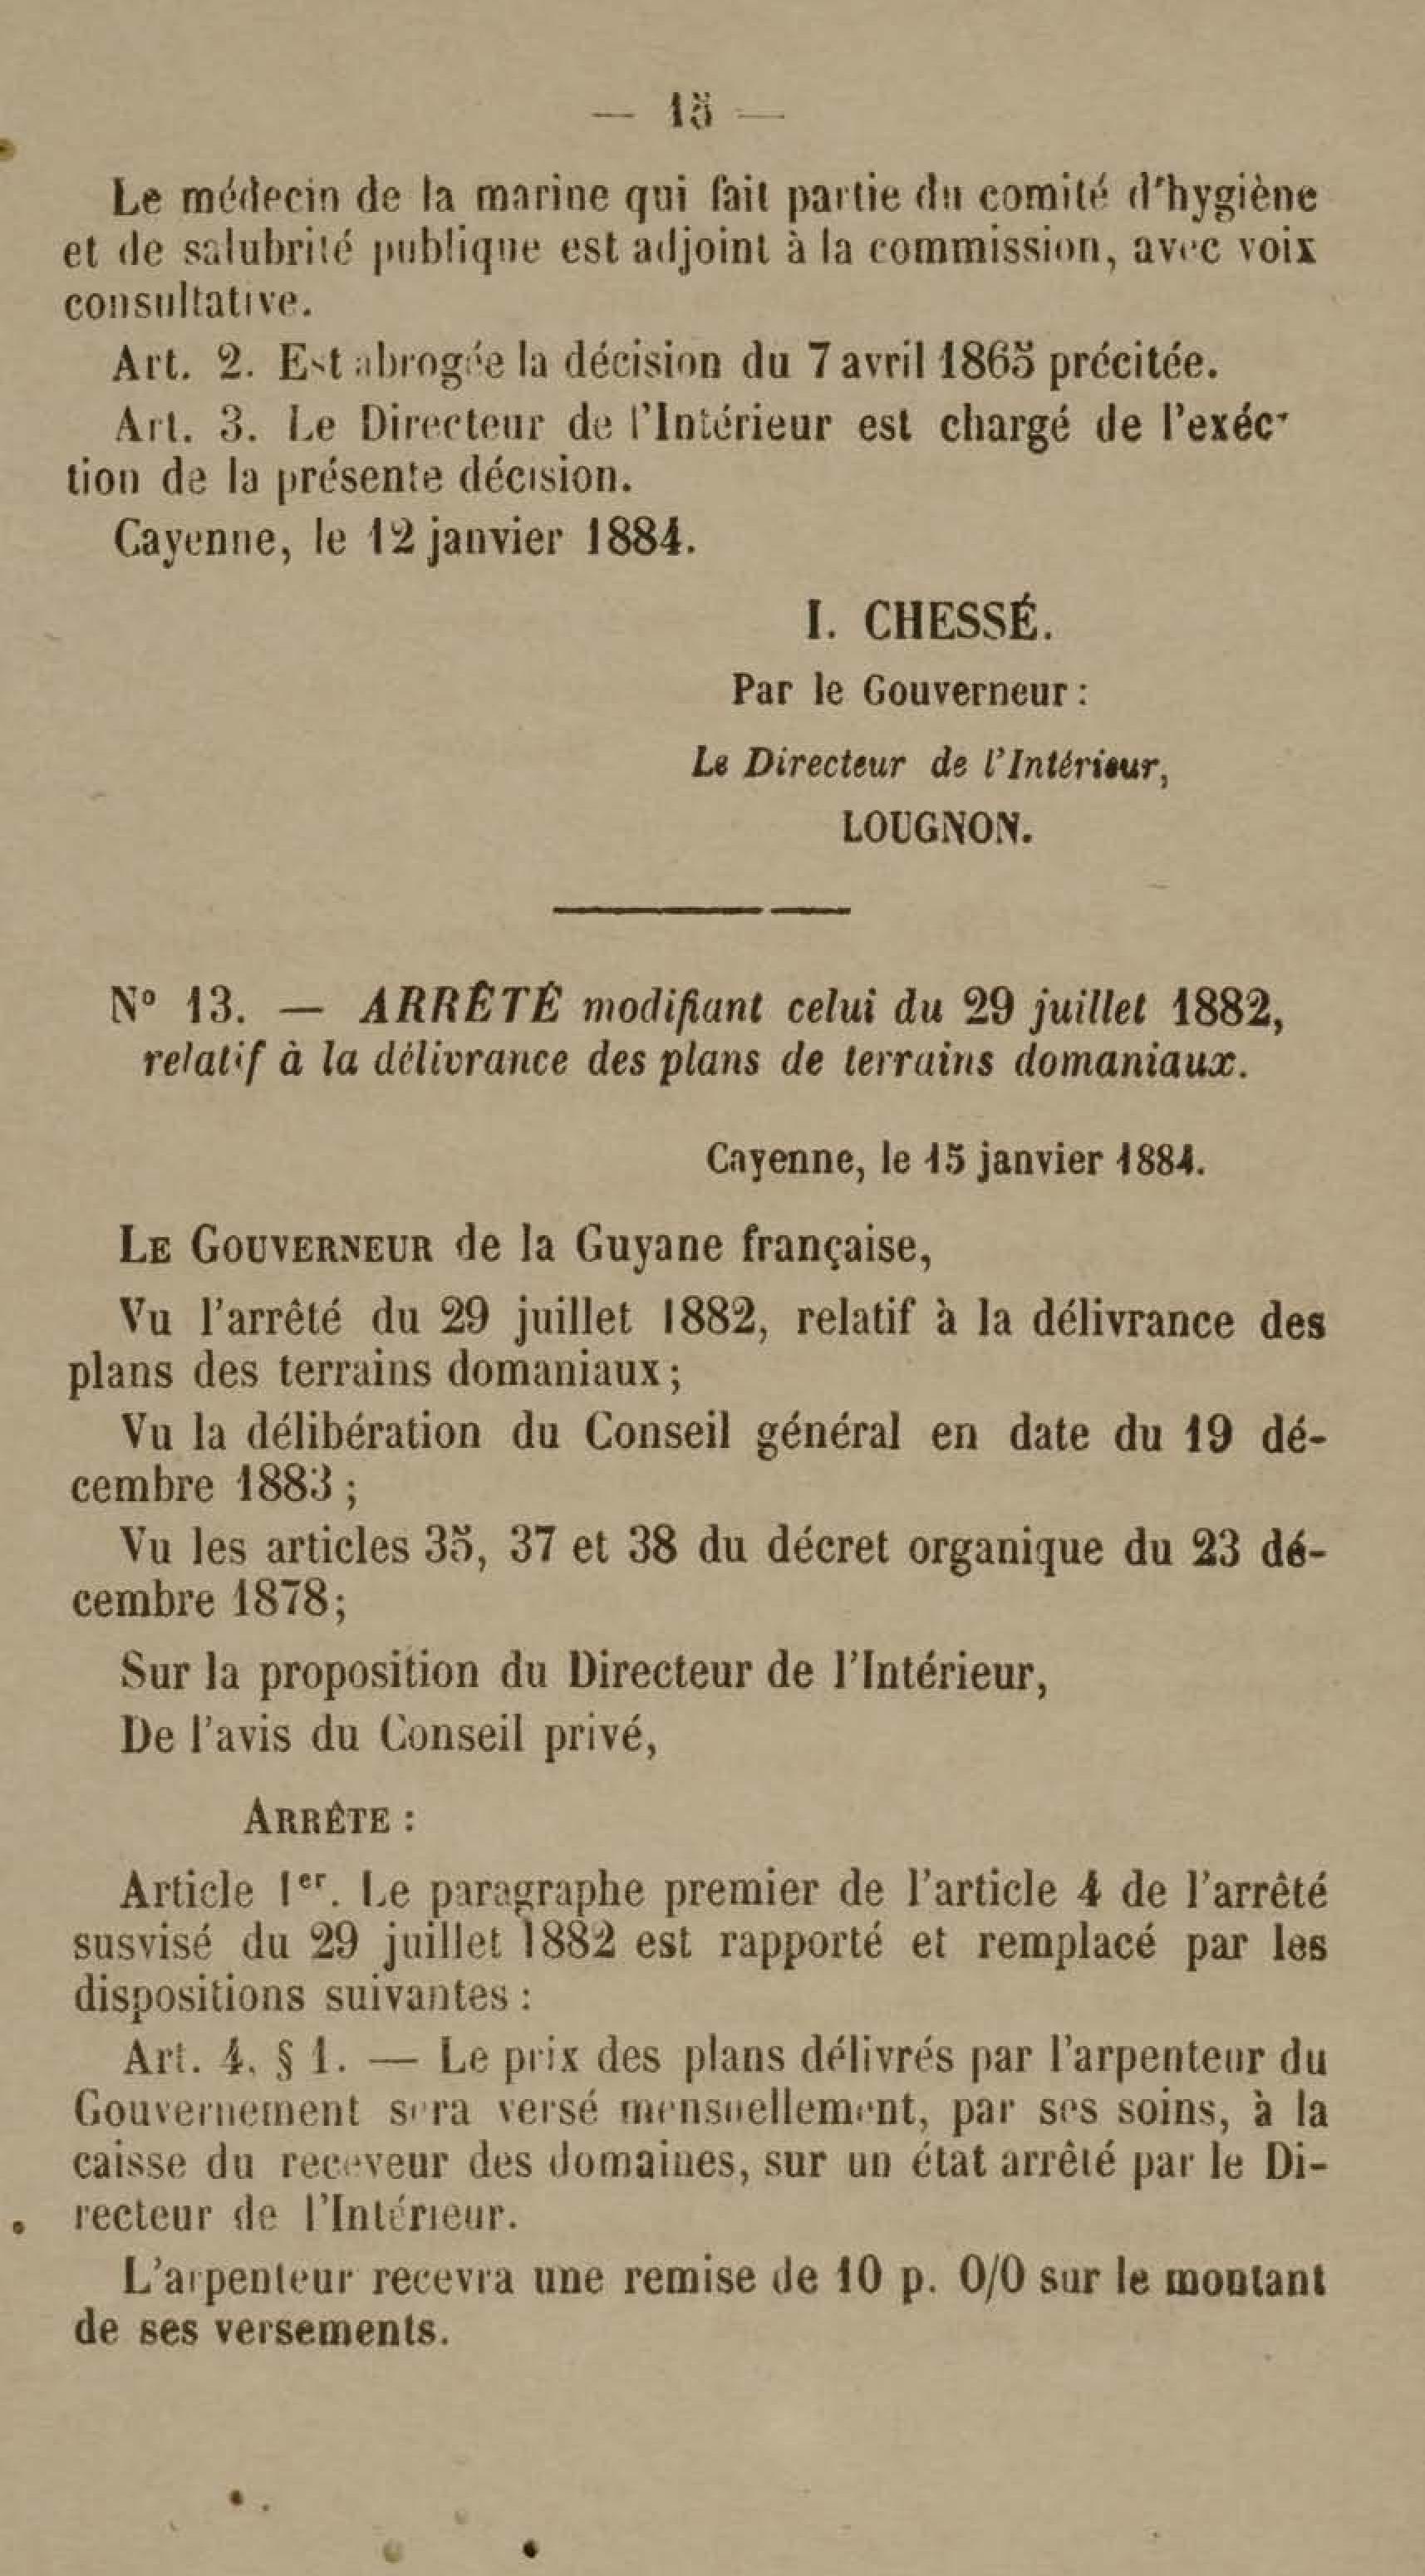 — 15 —
Le médecin de la marine qui fait partie du comité d'hygiène
et de salubrité publique est adjoint à la commission, avec voix
consultative.
Art. 2. Est abrogée la décision du 7 avril 1865 précitée.
Art. 3. Le Directeur de l'Intérieur est chargé de l'exéc-
tion de la présente décision.
Cayenne, le 12 janvier 1884.
I. CHESSÉ.
Par le Gouverneur :
Le Directeur de l'Intérieur,
LOUGNON.
N° 13. — ARRÊTÉ modifiant celui du 29 juillet 1882,
relatif à la délivrance des plans de terrains domaniaux.
Cayenne, le 15 janvier 1884.
LE GOUVERNEUR de la Guyane française,
Vu l'arrêté du 29 juillet 1882, relatif à la délivrance des
plans des terrains domaniaux ;
Vu la délibération du Conseil général en date du 19 dé-
cembre 1883 ;
Vu les articles 35, 37 et 38 du décret organique du 23 dé-
cembre 1878 ;
Sur la proposition du Directeur de l'Intérieur,
De l'avis du Conseil privé,
ARRÊTE :
Article 1er. Le paragraphe premier de l'article 4 de l'arrêté
susvisé du 29 juillet 1882 est rapporté et remplacé par les
dispositions suivantes :
Art. 4. § 1. — Le prix des plans délivrés par l'arpenteur du
Gouvernement sera versé mensuellement, par ses soins, à la
caisse du receveur des domaines, sur un état arrêté par le Di-
recteur de l'Intérieur.
L'arpenteur recevra une remise de 10 p. 0/0 sur le montant
de ses versements.